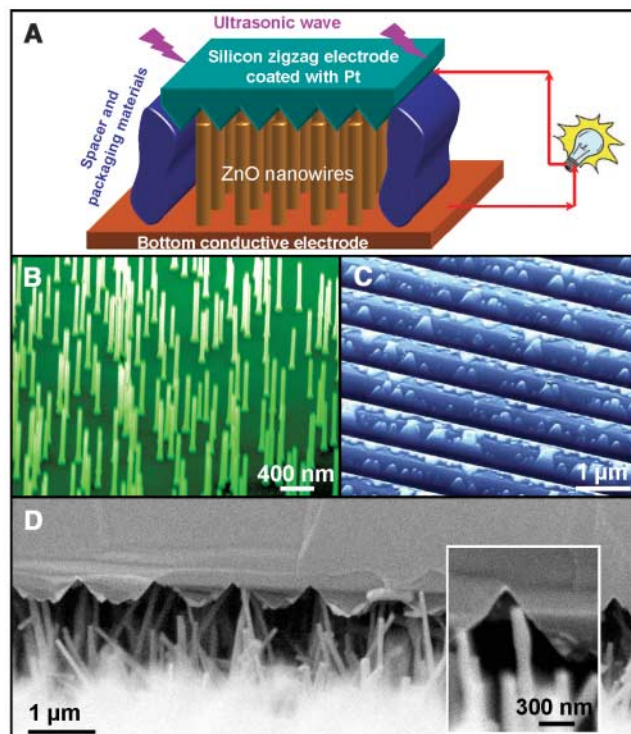 A
Ultrasonic wave
Silicon zigzag electrode
coated with Pt
Spacer and
packaging materials
ZnO nanowires
Bottom conductive electrode
B
400 nm
C
1 μm
D
1 μm
300 nm